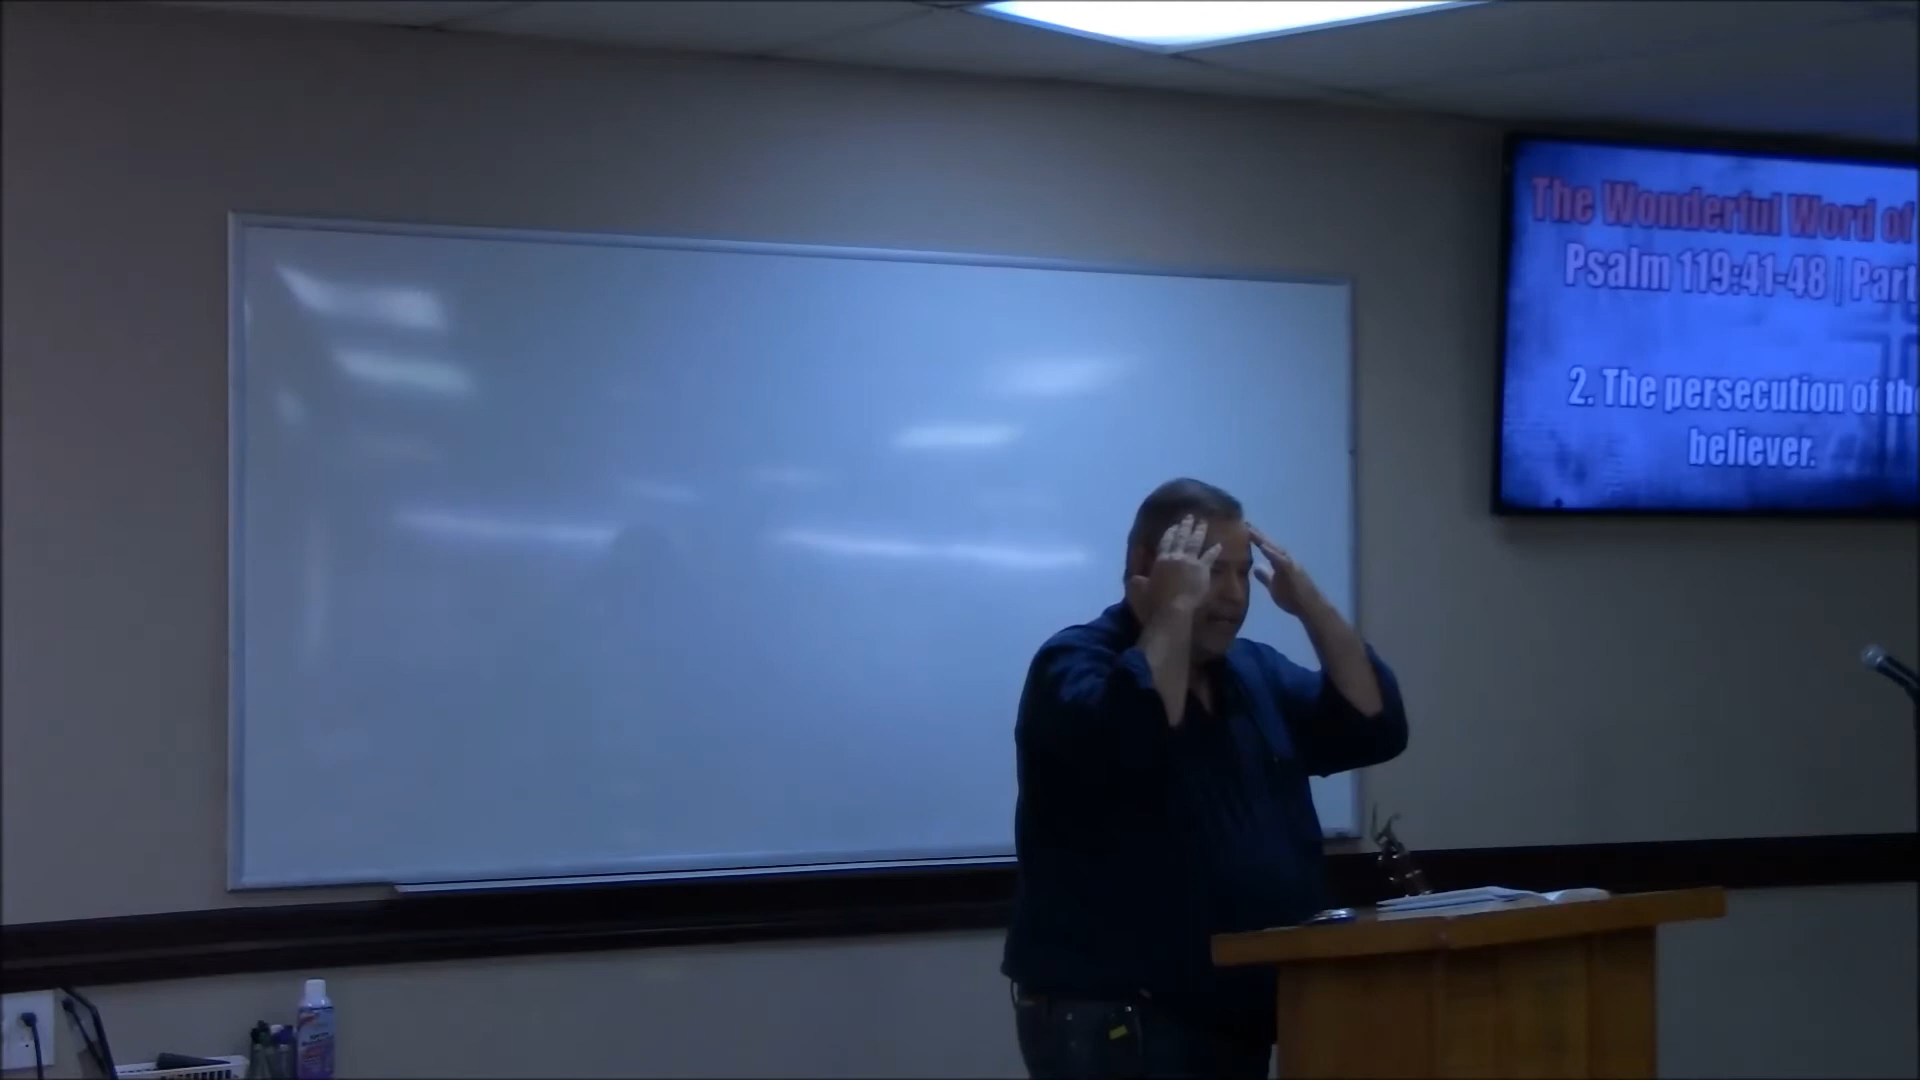 The Wonderful Word of
Psalm 119:41-48 | Part
2. The persecution of the
believer.